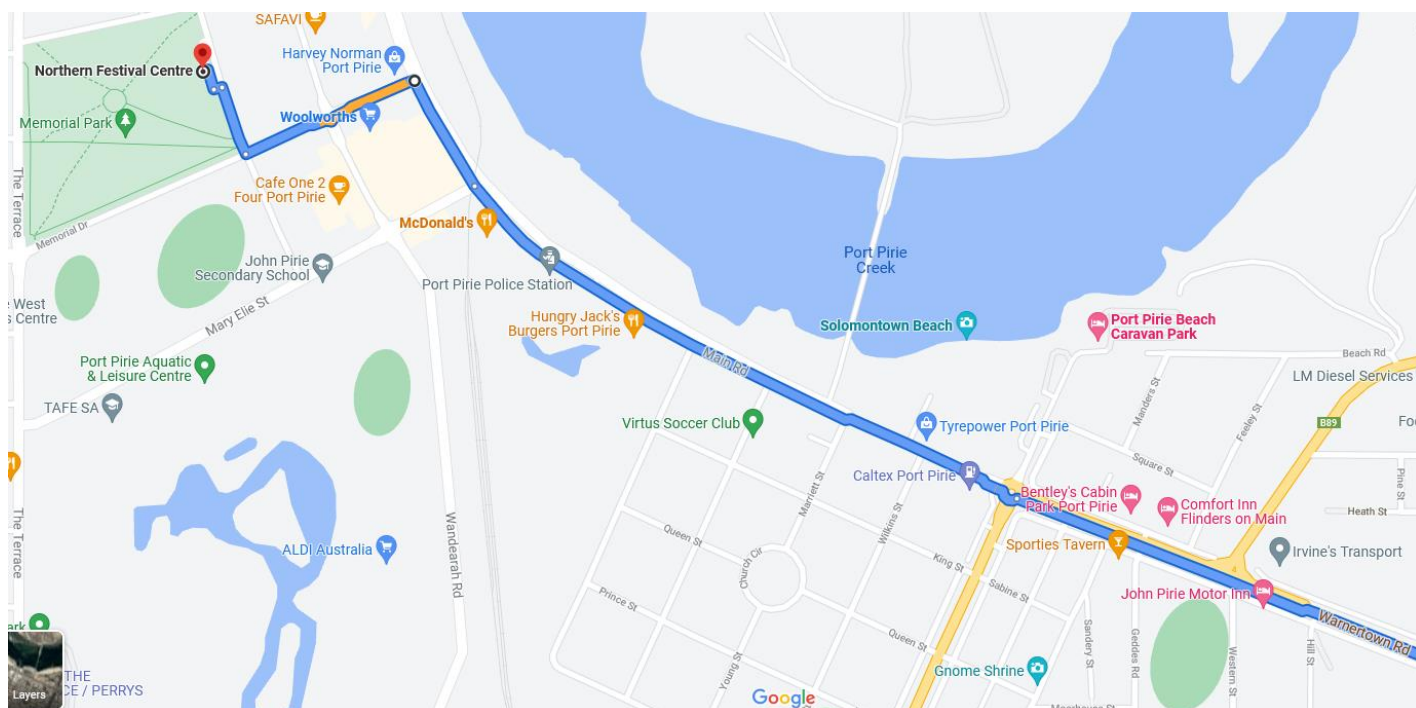 SAFAVI
Harvey Norman
Port Pirie
Northern Festival Centre
Memorial Park
Woolworths
The Terrace
Cafe One 2
Four Port Pirie
McDonald's
Memorial Dr
John Pirie
Secondary School
Port Pirie Police Station
Port Pirie
Creek
West
s Centre
Mary Elie St
Hungry Jack's
Burgers Port Pirie
Solomontown Beach
Port Pirie Beach
Caravan Park
Main Rd
Beach Rd
Port Pirie Aquatic
& Leisure Centre
LM Diesel Services
TAFE SA
Manders St
Feeley St
B89
Foo
Virtus Soccer Club
Tyrepower Port Pirie
Square St
Caltex Port Pirie
Marriett St
Pine St
Bentley's Cabin
Park Port Pirie
Comfort Inn
Flinders on Main
Heath St
The Terrace
Wandearah Rd
Queen St
Wilkins St
ALDI Australia
Sporties Tavern
Irvine's Transport
King St
Church Cir
Sabine St
4
Prince St
John Pirie Motor Inn
Warnertown Rd
ark
Queen St
Sandery St
Geddes Rd
Hill St
Young St
Gnome Shrine
Western St
THE
CE / PERRYS
Layers
Google
Moorhouse St